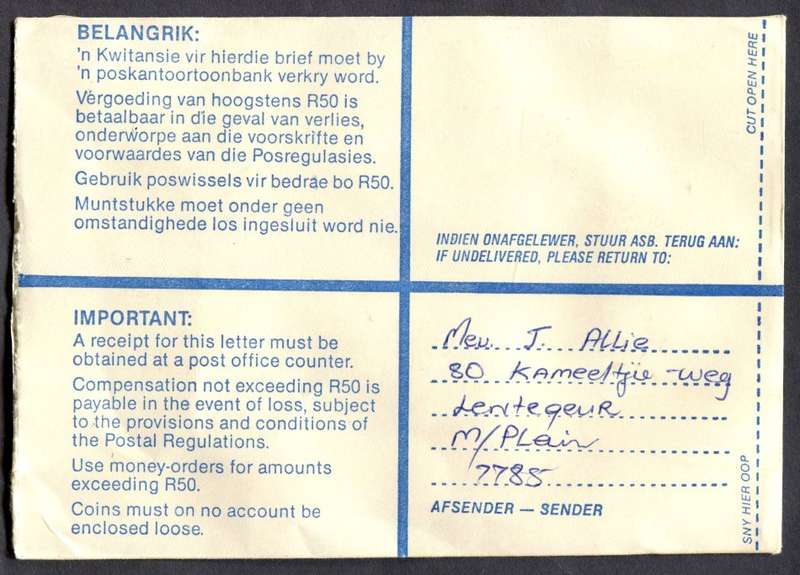 BELANGRIK:
'n Kwitansie vir hierdie brief moet by
'n poskantoortoonbank verkry word.
Vergoeding van hoogstens R50 is
betaalbaar in die geval van verlies,
onderworpe aan die voorskrifte en
voorwaardes van die Posregulasies.
Gebruik poswissels vir bedrae bo R50.
Muntstukke moet onder geen
omstandighede los ingesluit word nie.
CUT OPEN HERE
INDIEN ONAFGELEWER, STUUR ASB. TERUG AAN:
IF UNDELIVERED, PLEASE RETURN TO:
IMPORTANT:
A receipt for this letter must be
obtained at a post office counter.
Compensation not exceeding R50 is
payable in the event of loss, subject
to the provisions and conditions of
the Postal Regulations.
Use money-orders for amounts
exceeding R50.
Coins must on no account be
enclosed loose.
Mev. J. Allie
80 Kameeltjie-weg
Lentegeur
M/Plain
7785
AFSENDER — SENDER
SNY HIER OOP